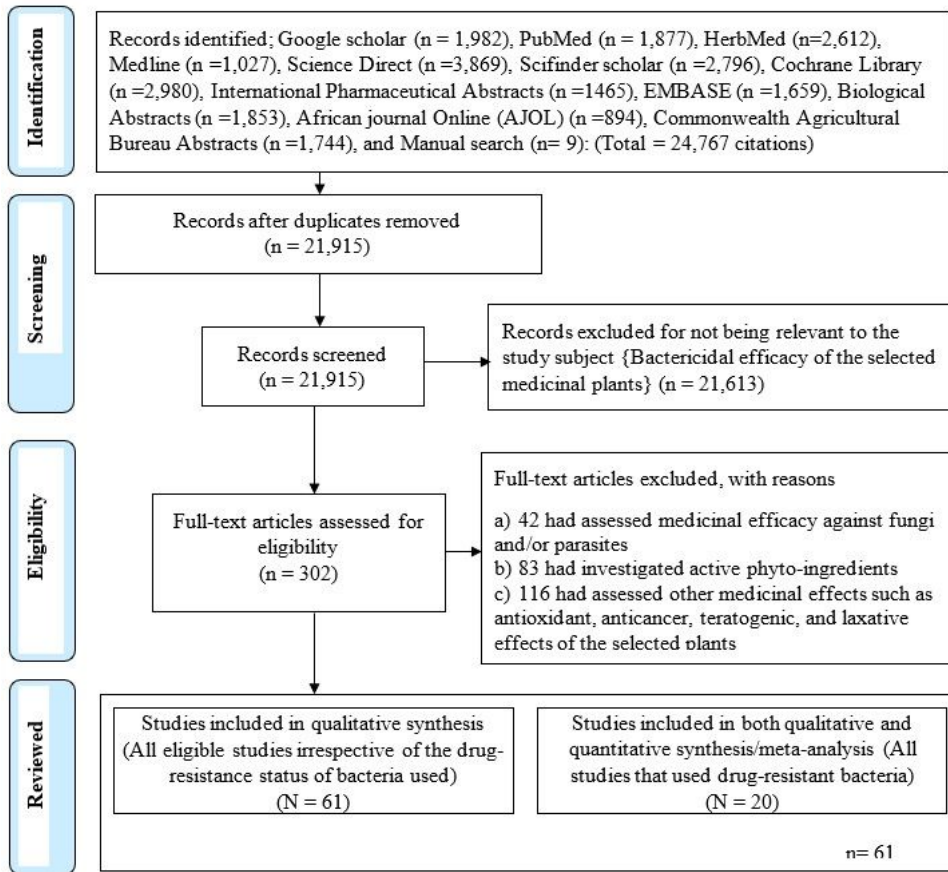 Identification
Records identified; Google scholar (n = 1,982), PubMed (n = 1,877), HerbMed (n=2,612),
Medline (n =1,027), Science Direct (n =3,869), Scifinder scholar (n =2,796), Cochrane Library
(n =2,980), International Pharmaceutical Abstracts (n =1465), EMBASE (n =1,659), Biological
Abstracts (n =1,853), African journal Online (AJOL) (n =894), Commonwealth Agricultural
Bureau Abstracts (n =1,744), and Manual search (n= 9): (Total = 24,767 citations)
Screening
Records after duplicates removed
(n = 21,915)
Records screened
(n = 21,915)
Records excluded for not being relevant to the
study subject {Bactericidal efficacy of the selected
medicinal plants} (n = 21,613)
Eligibility
Full-text articles assessed for
eligibility
(n = 302)
Full-text articles excluded, with reasons
a) 42 had assessed medicinal efficacy against fungi
and/or parasites
b) 83 had investigated active phyto-ingredients
c) 116 had assessed other medicinal effects such as
antioxidant, anticancer, teratogenic, and laxative
effects of the selected plants
Reviewed
Studies included in qualitative synthesis
(All eligible studies irrespective of the drug-
resistance status of bacteria used)
(N = 61)
Studies included in both qualitative and
quantitative synthesis/meta-analysis (All
studies that used drug-resistant bacteria)
(N = 20)
n= 61